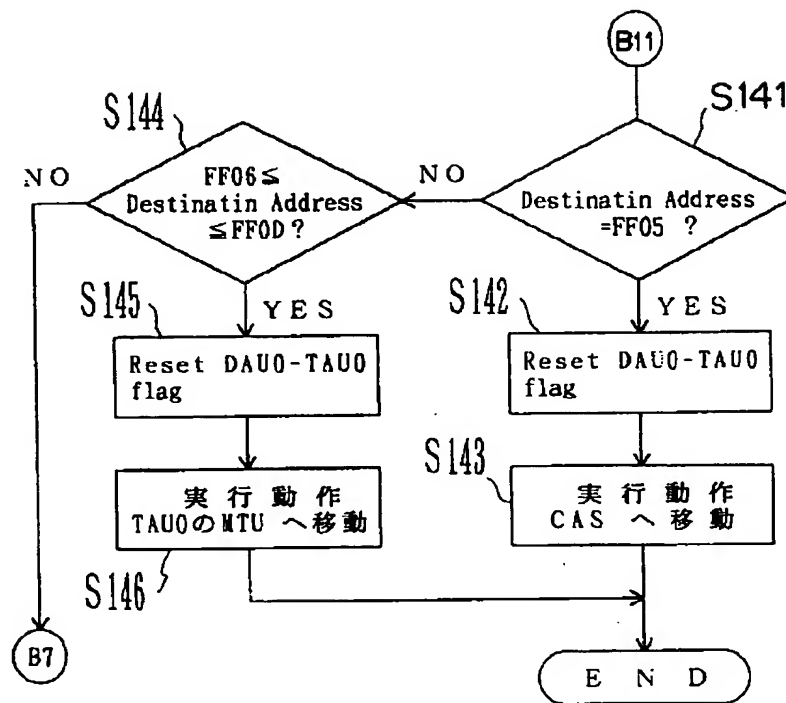 B11
S141
Destinatin Address
=FF05 ?
NO
YES
S142
Reset DAU0-TAU0
flag
S143
実行動作
CAS へ移動
S144
FF06≦
Destinatin Address
≦FF0D?
NO
YES
S145
Reset DAU0-TAU0
flag
S146
実行動作
TAU0のMTU へ移動
B7
END